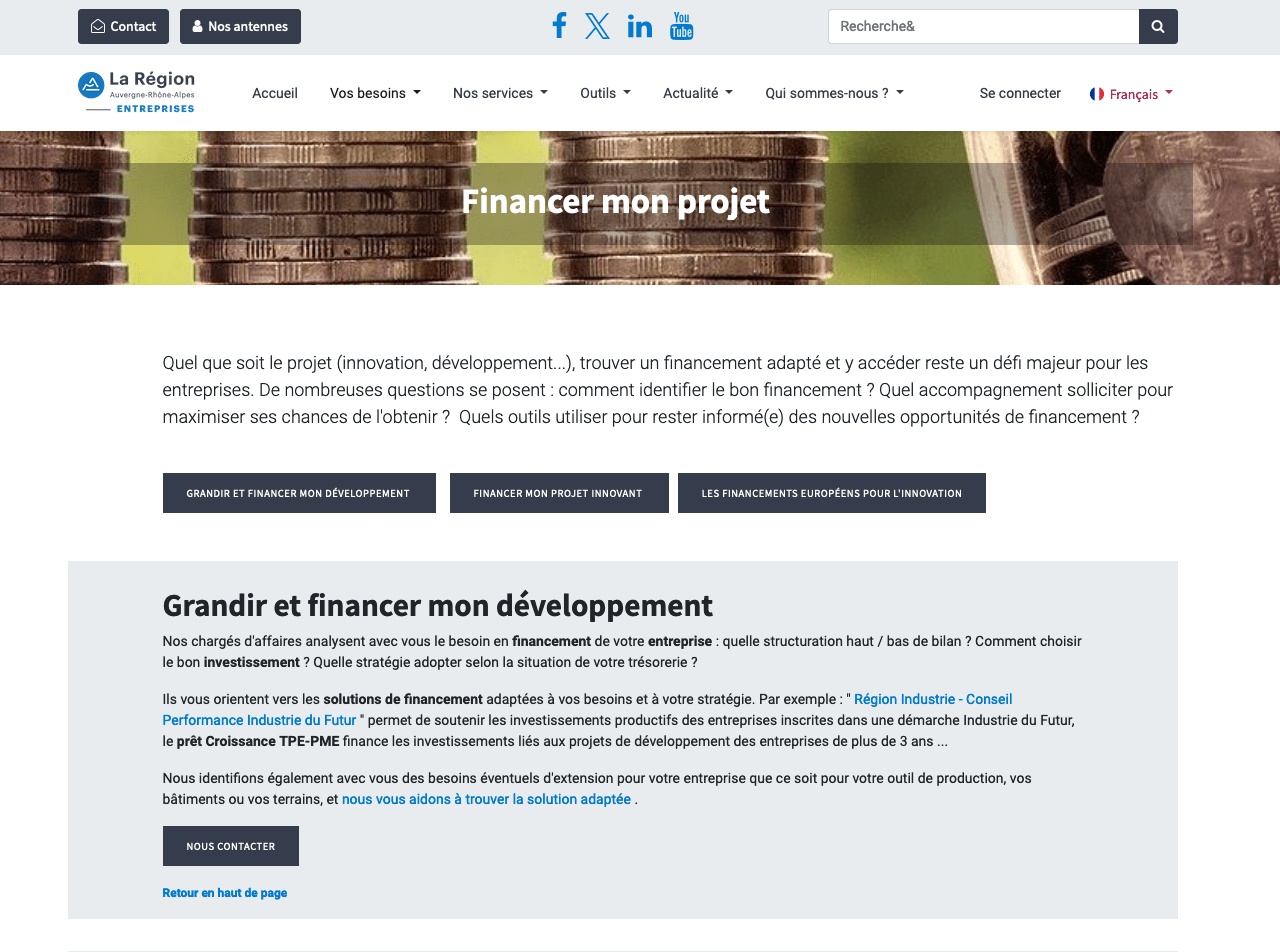 Contact
Nos antennes
You
Tube
Recherche&
La Région
Auvergne-Rhône-Alpes
ENTREPRISES
Accueil
Vos besoins
Nos services
Outils
Actualité
Qui sommes-nous ?
Se connecter
Français
Financer mon projet
Quel que soit le projet (innovation, développement...), trouver un financement adapté et y accéder reste un défi majeur pour les
entreprises. De nombreuses questions se posent : comment identifier le bon financement ? Quel accompagnement solliciter pour
maximiser ses chances de l'obtenir ?  Quels outils utiliser pour rester informé(e) des nouvelles opportunités de financement ?
GRANDIR ET FINANCER MON DÉVELOPPEMENT
FINANCER MON PROJET INNOVANT
LES FINANCEMENTS EUROPÉENS POUR L'INNOVATION
Grandir et financer mon développement
Nos chargés d'affaires analysent avec vous le besoin en financement de votre entreprise : quelle structuration haut / bas de bilan ? Comment choisir
le bon investissement ? Quelle stratégie adopter selon la situation de votre trésorerie ?
Ils vous orientent vers les solutions de financement adaptées à vos besoins et à votre stratégie. Par exemple : " Région Industrie - Conseil
Performance Industrie du Futur " permet de soutenir les investissements productifs des entreprises inscrites dans une démarche Industrie du Futur,
le prêt Croissance TPE-PME finance les investissements liés aux projets de développement des entreprises de plus de 3 ans ...
Nous identifions également avec vous des besoins éventuels d'extension pour votre entreprise que ce soit pour votre outil de production, vos
bâtiments ou vos terrains, et nous vous aidons à trouver la solution adaptée .
NOUS CONTACTER
Retour en haut de page